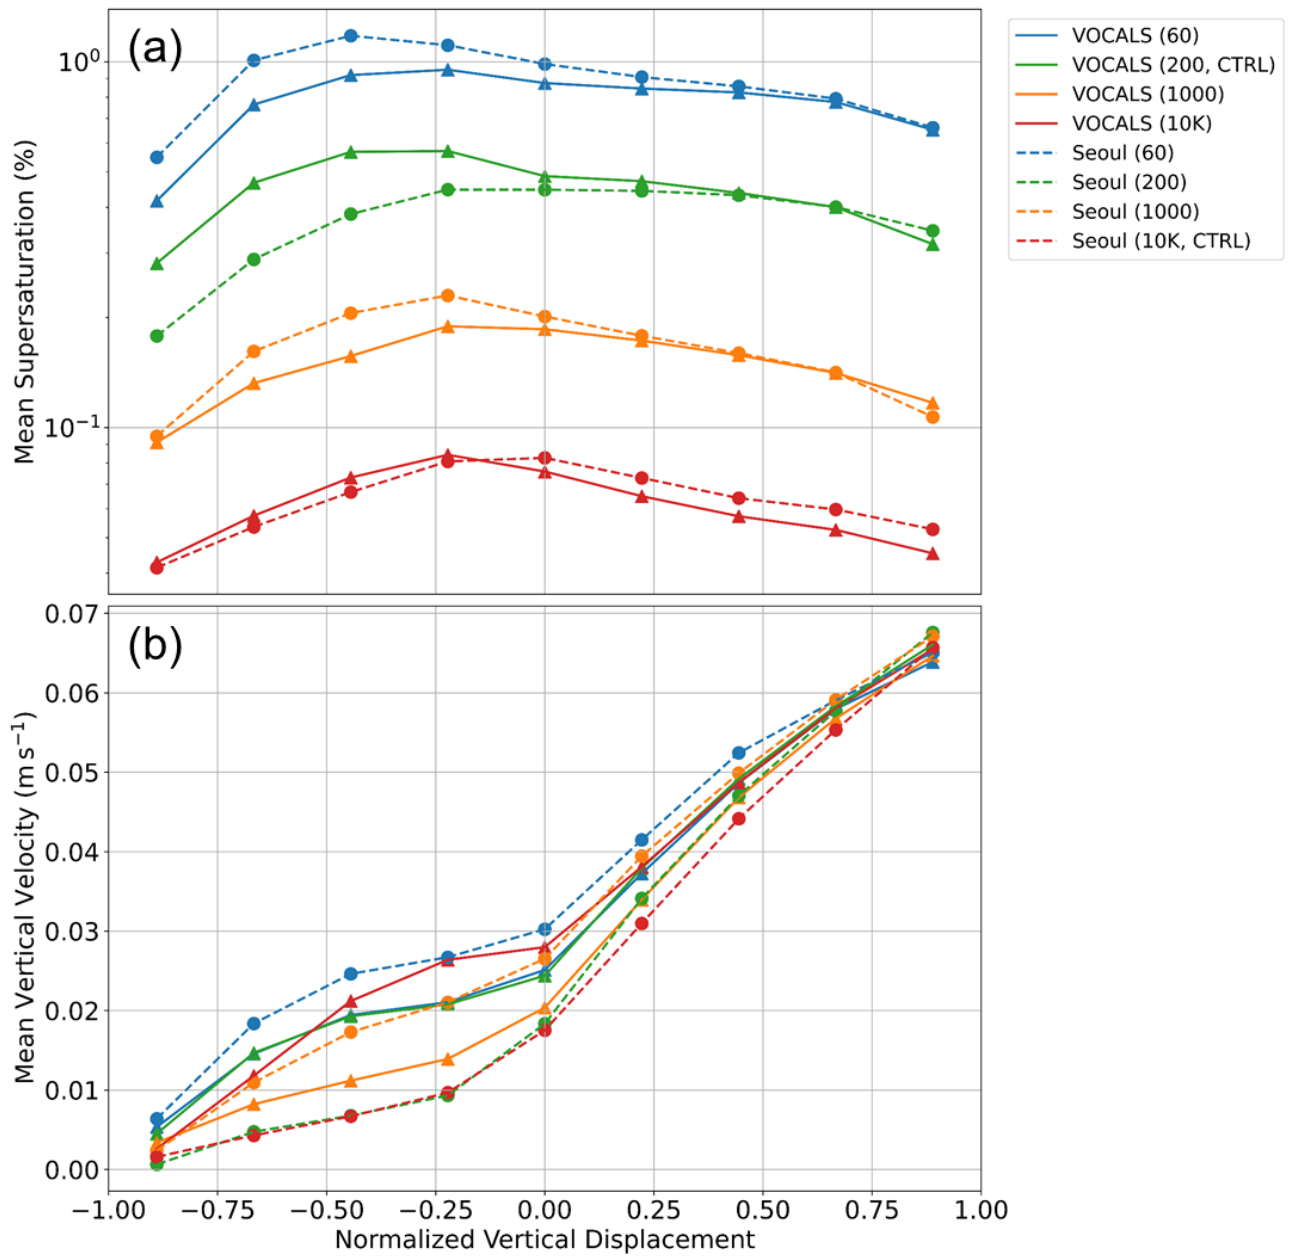 (a)
10⁰
10⁻¹
Mean Supersaturation (%)
VOCALS (60)
VOCALS (200, CTRL)
VOCALS (1000)
VOCALS (10K)
Seoul (60)
Seoul (200)
Seoul (1000)
Seoul (10K, CTRL)
(b)
0.07
0.06
0.05
0.04
0.03
0.02
0.01
0.00
Mean Vertical Velocity (m s⁻¹)
−1.00 −0.75 −0.50 −0.25 0.00 0.25 0.50 0.75 1.00
Normalized Vertical Displacement